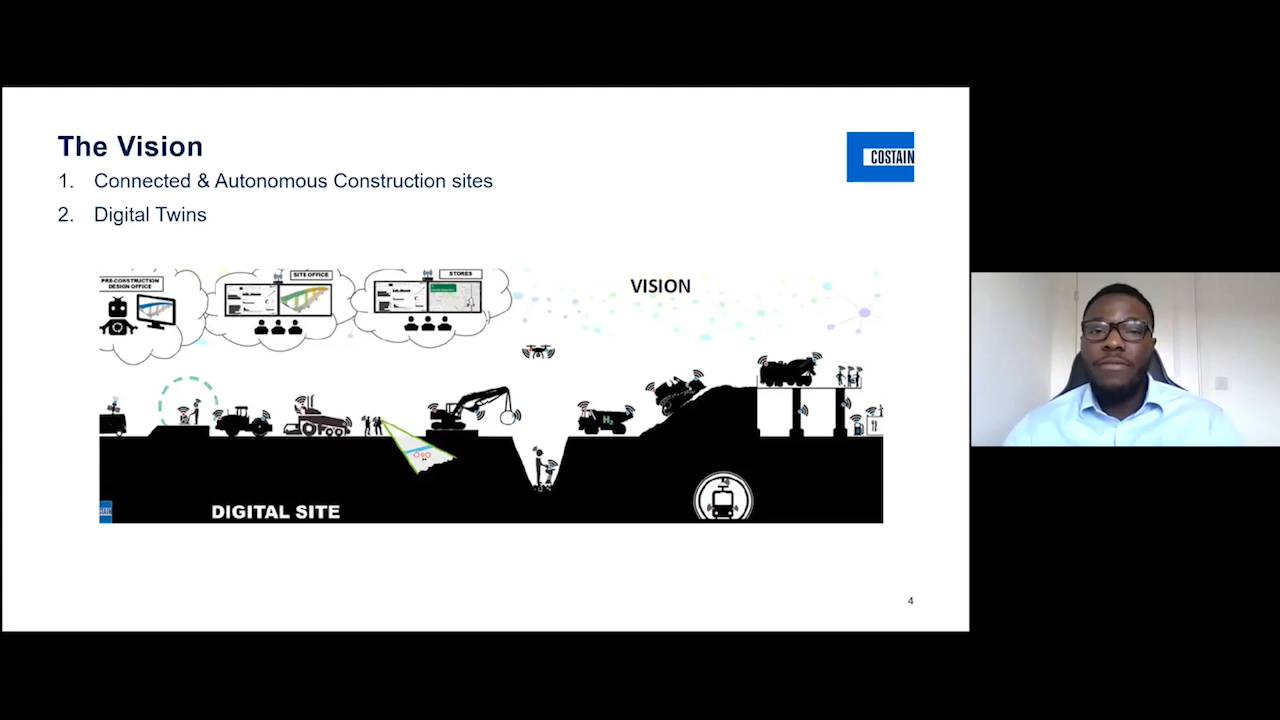 The Vision
1. Connected & Autonomous Construction sites
2. Digital Twins
COSTAIN
PRE-CONSTRUCTION
DESIGN OFFICE
SITE OFFICE
STORES
VISION
H₂
DIGITAL SITE
4